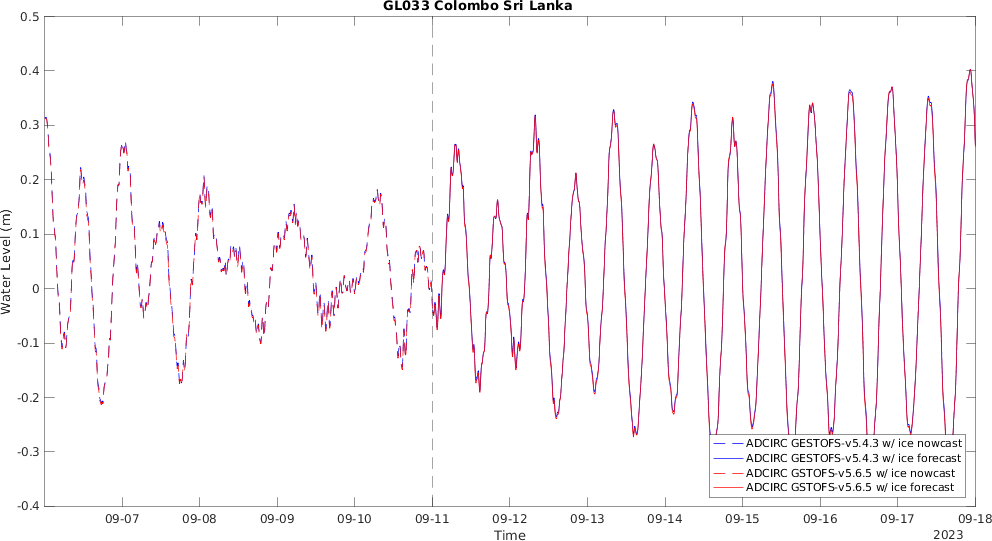 GL033 Colombo Sri Lanka
0.5
0.4
0.3
0.2
0.1
0
-0.1
-0.2
-0.3
-0.4
Water Level (m)
ADCIRC GESTOFS-v5.4.3 w/ ice nowcast
ADCIRC GESTOFS-v5.4.3 w/ ice forecast
ADCIRC GSTOFS-v5.6.5 w/ ice nowcast
ADCIRC GSTOFS-v5.6.5 w/ ice forecast
09-07 09-08 09-09 09-10 09-11 09-12 09-13 09-14 09-15 09-16 09-17 09-18
Time
2023